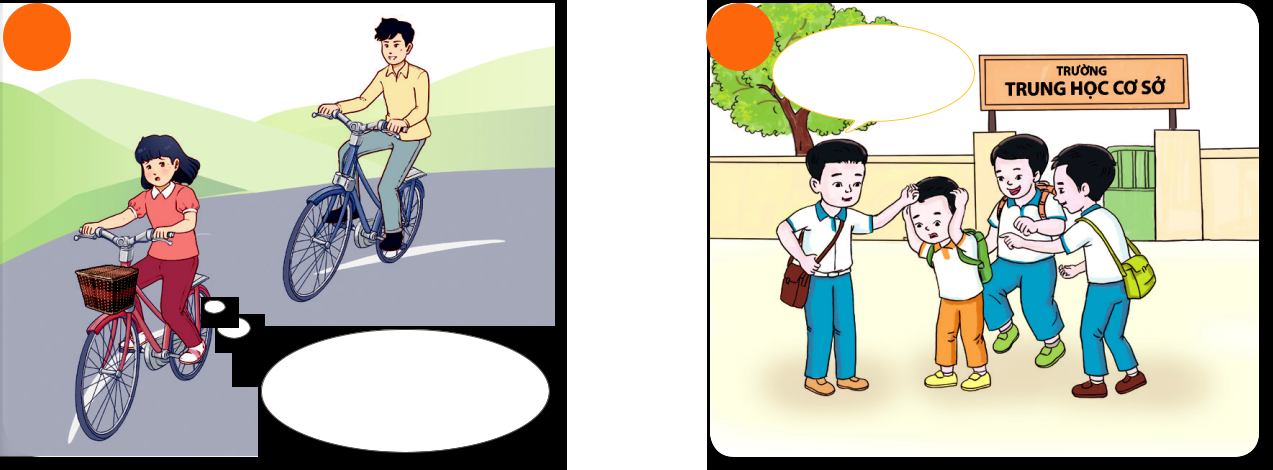 TRƯỜNG
TRUNG HỌC CƠ SỞ